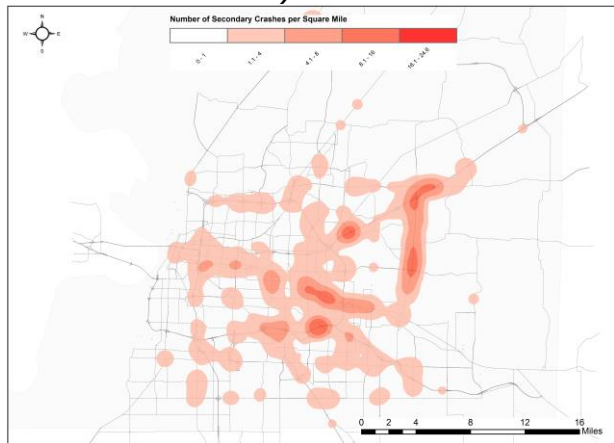 Number of Secondary Crashes per Square Mile
0 - 1
1.1 - 4
4.1 - 8
8.1 - 16
16.1 - 24.6
N
W E
S
0 2 4 8 12 16
Miles